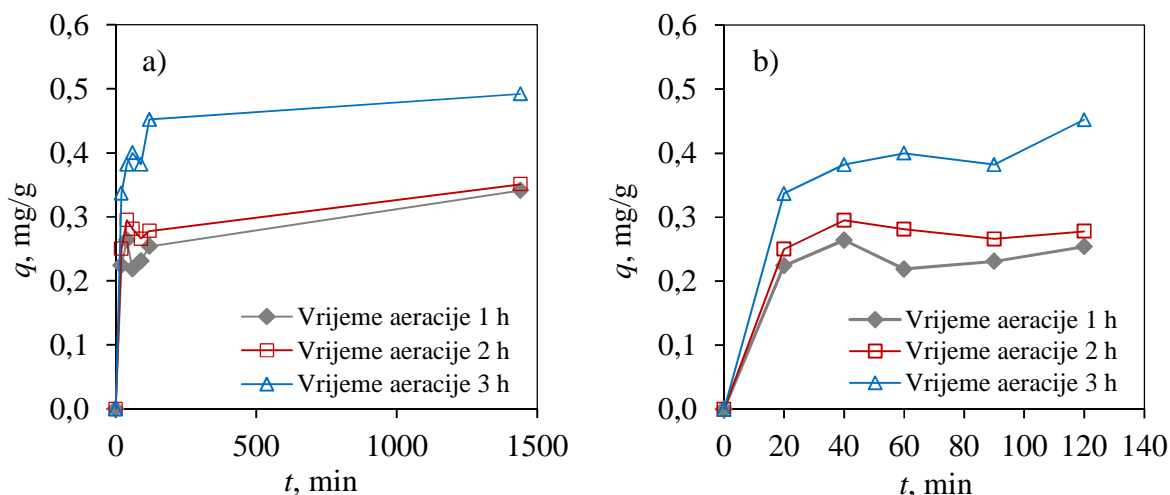 a)
0,6
0,5
0,4
0,3
0,2
0,1
0,0
q, mg/g
Vrijeme aeracije 1 h
Vrijeme aeracije 2 h
Vrijeme aeracije 3 h
0 500 1000 1500
t, min
b)
0,6
0,5
0,4
0,3
0,2
0,1
0,0
q, mg/g
Vrijeme aeracije 1 h
Vrijeme aeracije 2 h
Vrijeme aeracije 3 h
0 20 40 60 80 100 120 140
t, min